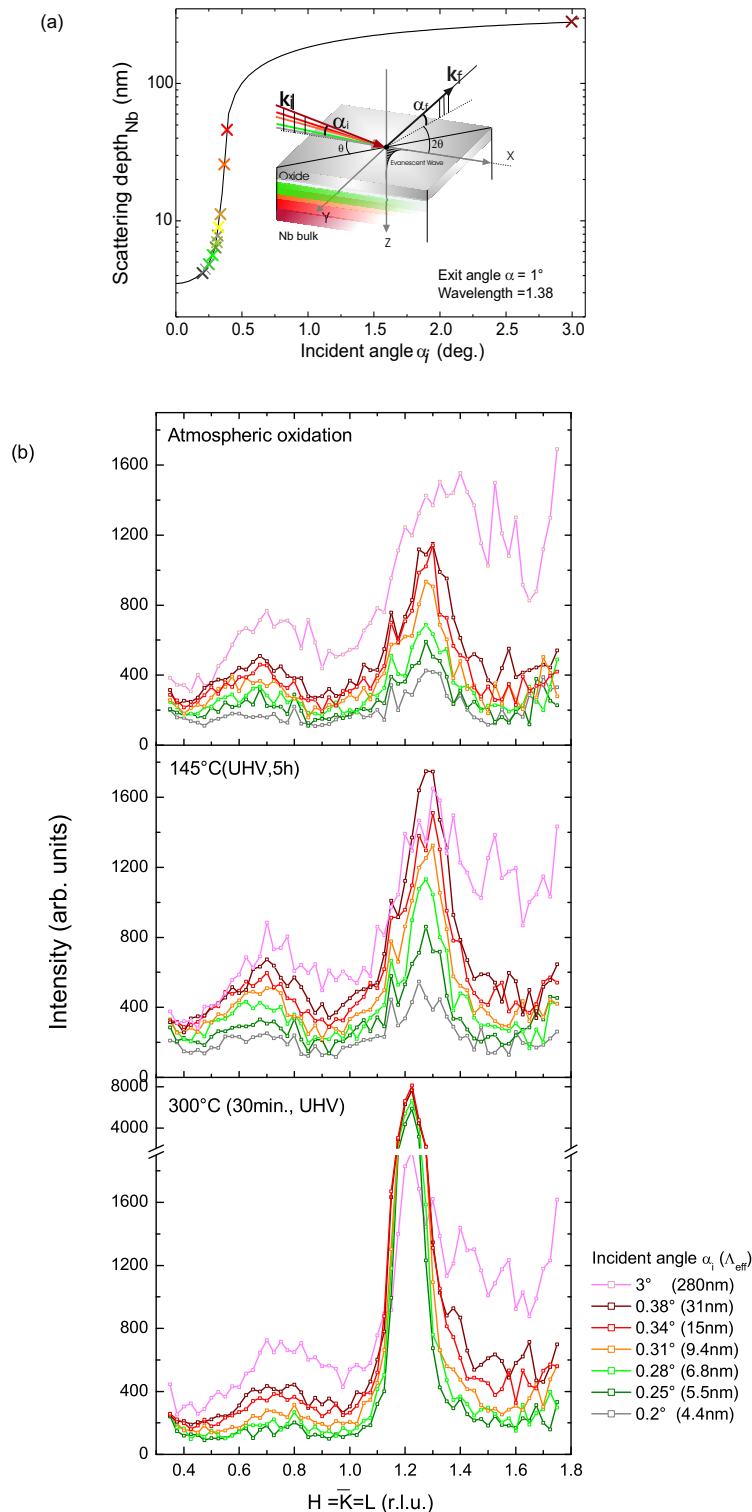 (a)
Scattering depth_Nb (nm)
100
10
k_i
α_i
θ
k_f
α_f
2θ
X
Evanescent Wave
Oxide
Y
Z
Nb bulk
Exit angle α = 1°
Wavelength =1.38
0.0 0.5 1.0 1.5 2.0 2.5 3.0
Incident angle α_i (deg.)
(b)
Atmospheric oxidation
1600
1200
800
400
0
145°C(UHV,5h)
1600
1200
800
400
0
Intensity (arb. units)
300°C (30min., UHV)
8000
4000
1600
1200
800
400
0
0.4 0.6 0.8 1.0 1.2 1.4 1.6 1.8
H =K̅=L (r.l.u.)
Incident angle α_i (Λ_eff)
3° (280nm)
0.38° (31nm)
0.34° (15nm)
0.31° (9.4nm)
0.28° (6.8nm)
0.25° (5.5nm)
0.2° (4.4nm)